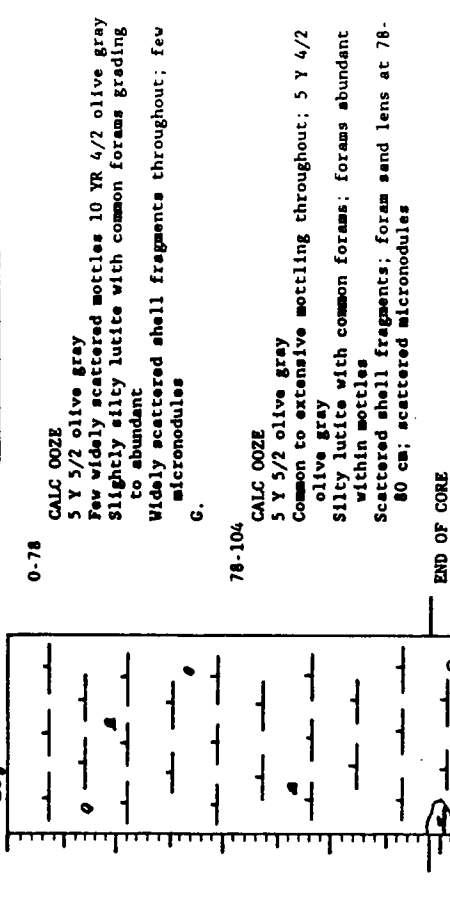 0-78
CALC OOZE
5 Y 5/2 olive gray
Few widely scattered mottles 10 YR 4/2 olive gray
Slightly silty lutite with common forams grading
to abundant
Widely scattered shell fragments throughout; few
micronodules
G.
78-104
CALC OOZE
5 Y 5/2 olive gray
Common to extensive mottling throughout; 5 Y 4/2
olive gray
Silty lutite with common forams; forams abundant
within mottles
Scattered shell fragments; foram sand lens at 78-
80 cm; scattered micronodules
END OF CORE